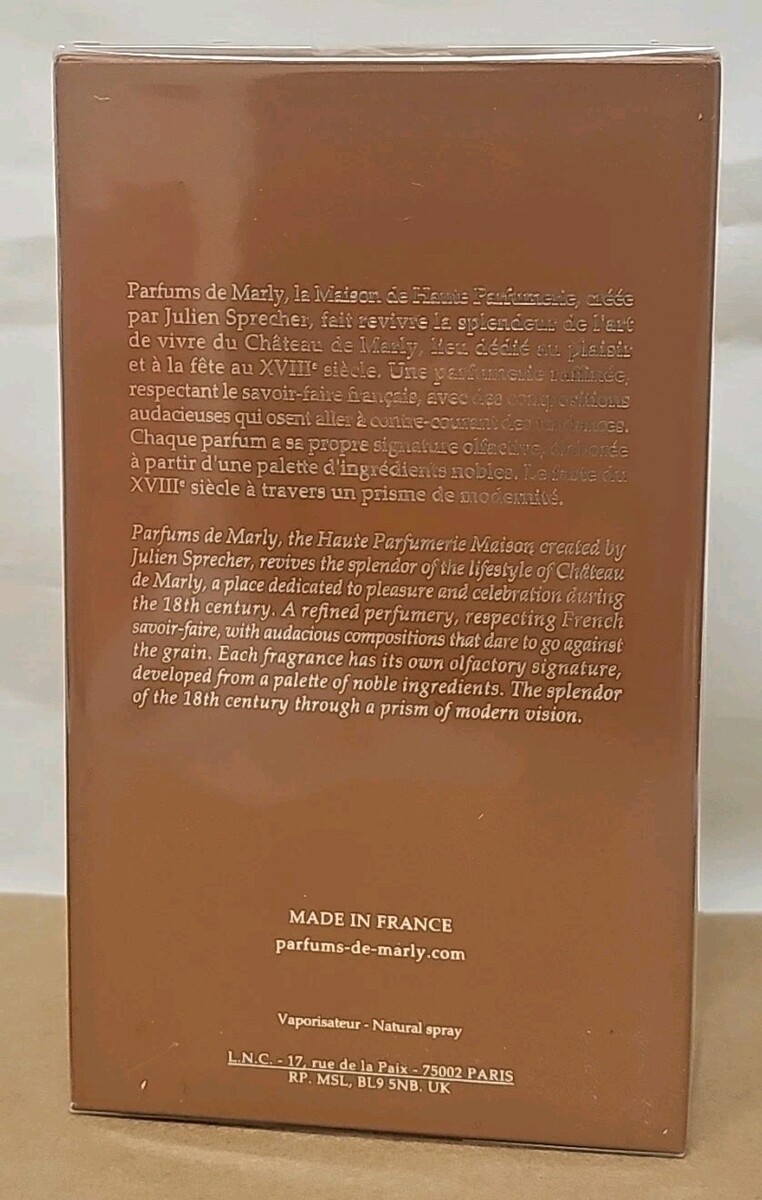 Parfums de Marly, la Maison de Haute Parfumerie, créée
par Julien Sprecher, fait revivre la splendeur de l'art
de vivre du Château de Marly, lieu dédié au plaisir
et à la fête au XVIIIᵉ siècle. Une parfumerie raffinée,
respectant le savoir-faire français, avec des compositions
audacieuses qui osent aller à contre-courant des tendances.
Chaque parfum a sa propre signature olfactive, élaborée
à partir d'une palette d'ingrédients nobles. Le faste du
XVIIIᵉ siècle à travers un prisme de modernité.
Parfums de Marly, the Haute Parfumerie Maison, created by
Julien Sprecher, revives the splendor of the lifestyle of Château
de Marly, a place dedicated to pleasure and celebration during
the 18th century. A refined perfumery, respecting French
savoir-faire, with audacious compositions that dare to go against
the grain. Each fragrance has its own olfactory signature,
developed from a palette of noble ingredients. The splendor
of the 18th century through a prism of modern vision.
MADE IN FRANCE
parfums-de-marly.com
Vaporisateur - Natural spray
L.N.C. - 17, rue de la Paix - 75002 PARIS
RP. MSL, BL9 5NB. UK